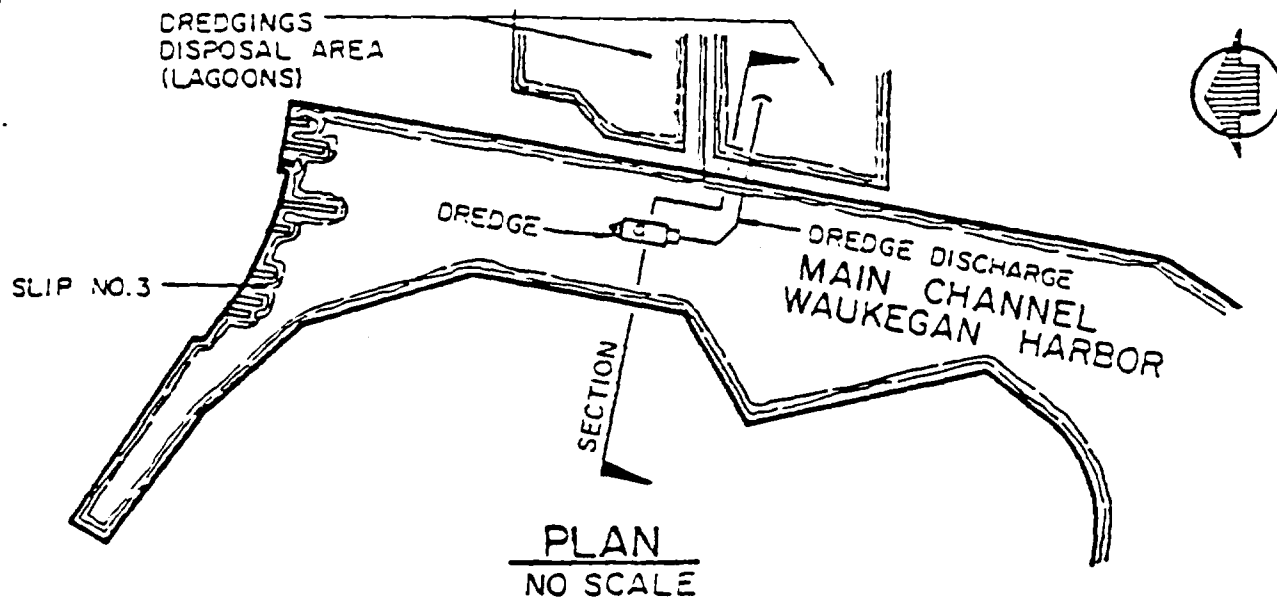 DREDGINGS
DISPOSAL AREA
(LAGOONS)
DREDGE
DREDGE DISCHARGE
MAIN CHANNEL
WAUKEGAN HARBOR
SLIP NO.3
SECTION
PLAN
NO SCALE